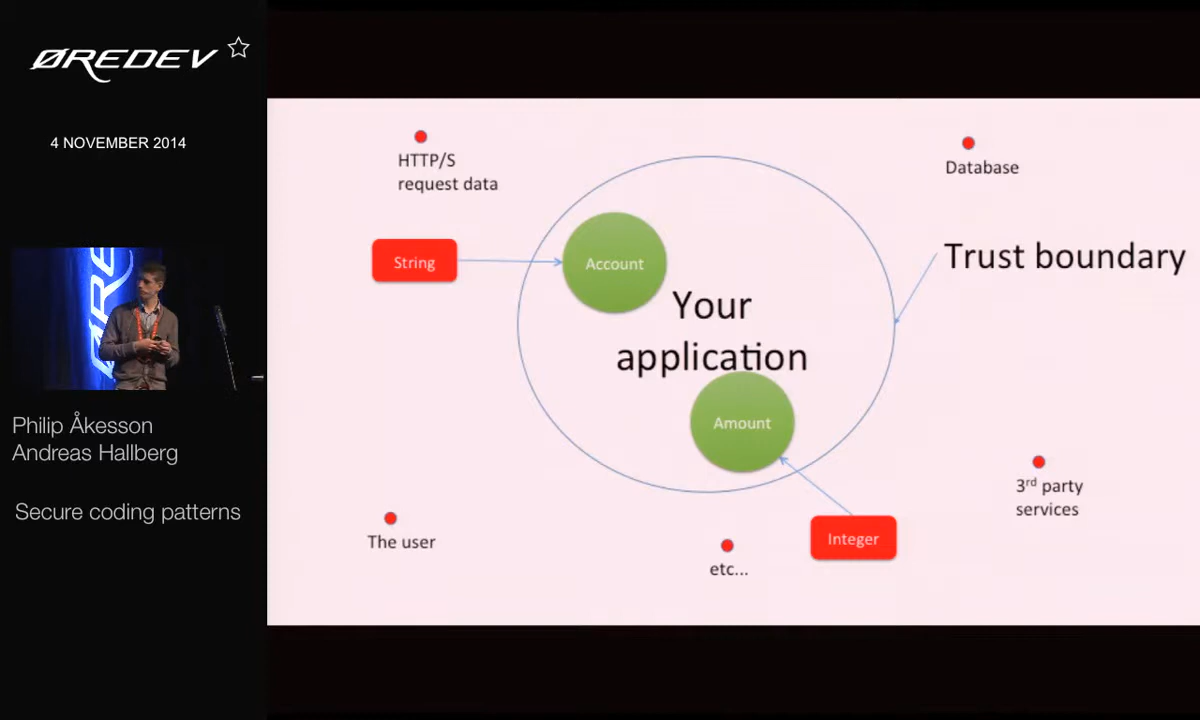 ØREDEV
4 NOVEMBER 2014
Philip Åkesson
Andreas Hallberg
Secure coding patterns
HTTP/S
request data
Database
String
Account
Trust boundary
Your
application
Amount
3rd party
services
The user
etc...
Integer
ØRE